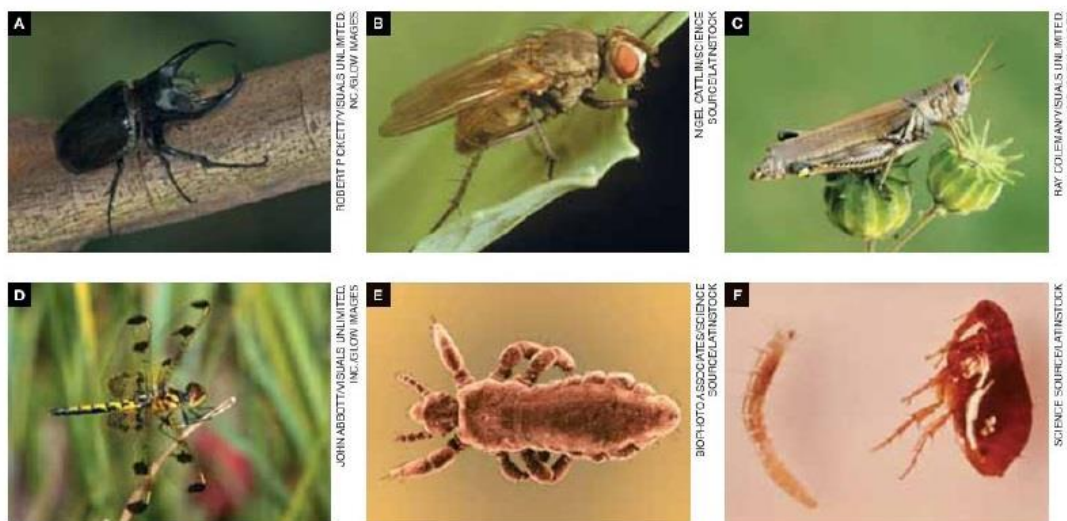 A
ROBERT PICKETT/VISUALS UNLIMITED,
INC./GLOW IMAGES
B
NIGEL CATTLIN/SCIENCE
SOURCE/LATINSTOCK
C
RAY COLEMAN/VISUALS UNLIMITED,
D
JOHN ABBOTT/VISUALS UNLIMITED,
INC./GLOW IMAGES
E
BIOPHOTO ASSOCIATES/SCIENCE
SOURCE/LATINSTOCK
F
SCIENCE SOURCE/LATINSTOCK